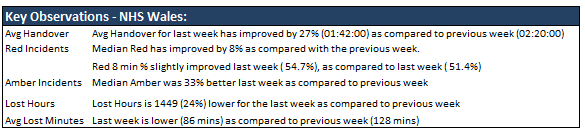 Key Observations - NHS Wales:
Avg Handover Avg Handover for last week has improved by 27% (01:42:00) as compared to previous week (02:20:00)
Red Incidents Median Red has improved by 8% as compared with the previous week.
Red 8 min % slightly improved last week ( 54.7%), as compared to last week ( 51.4%)
Amber Incidents Median Amber was 33% better last week as compared to previous week
Lost Hours Lost Hours is 1449 (24%) lower for the last week as compared to previous week
Avg Lost Minutes Last week is lower (86 mins) as compared to previous week (128 mins)